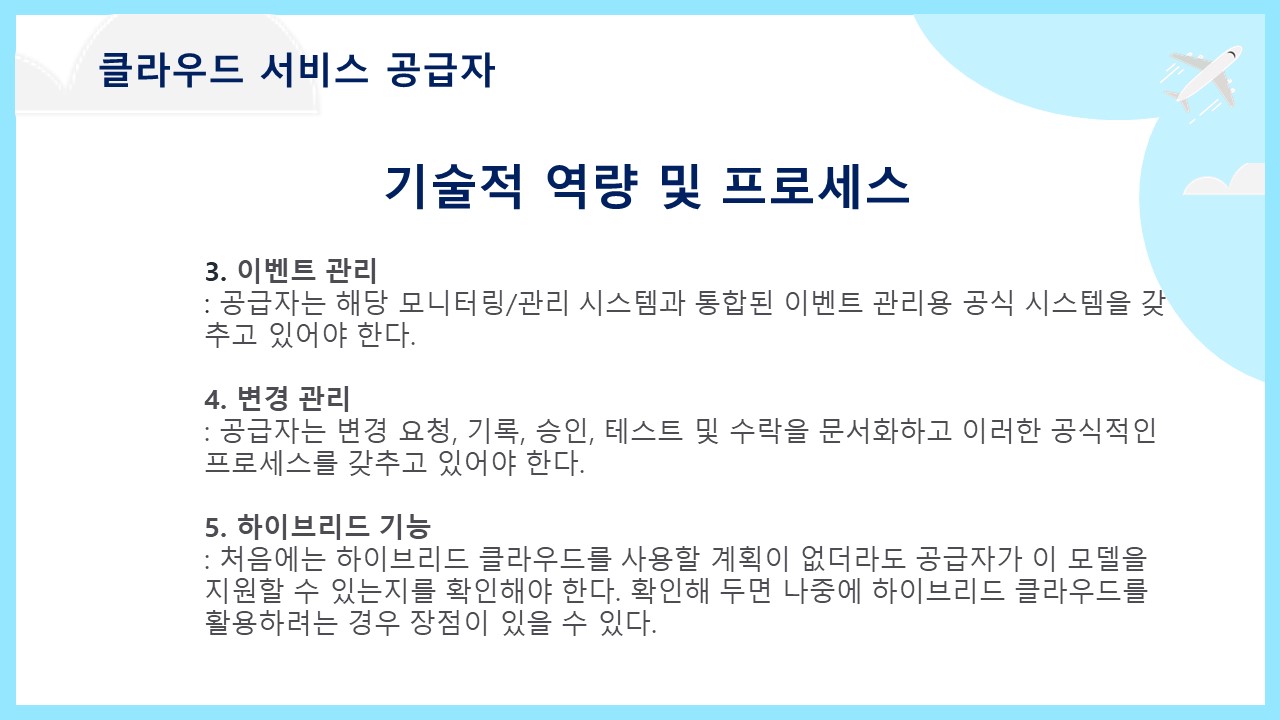 클라우드 서비스 공급자
기술적 역량 및 프로세스
3. 이벤트 관리
: 공급자는 해당 모니터링/관리 시스템과 통합된 이벤트 관리용 공식 시스템을 갖
추고 있어야 한다.
4. 변경 관리
: 공급자는 변경 요청, 기록, 승인, 테스트 및 수락을 문서화하고 이러한 공식적인
프로세스를 갖추고 있어야 한다.
5. 하이브리드 기능
: 처음에는 하이브리드 클라우드를 사용할 계획이 없더라도 공급자가 이 모델을
지원할 수 있는지를 확인해야 한다. 확인해 두면 나중에 하이브리드 클라우드를
활용하려는 경우 장점이 있을 수 있다.